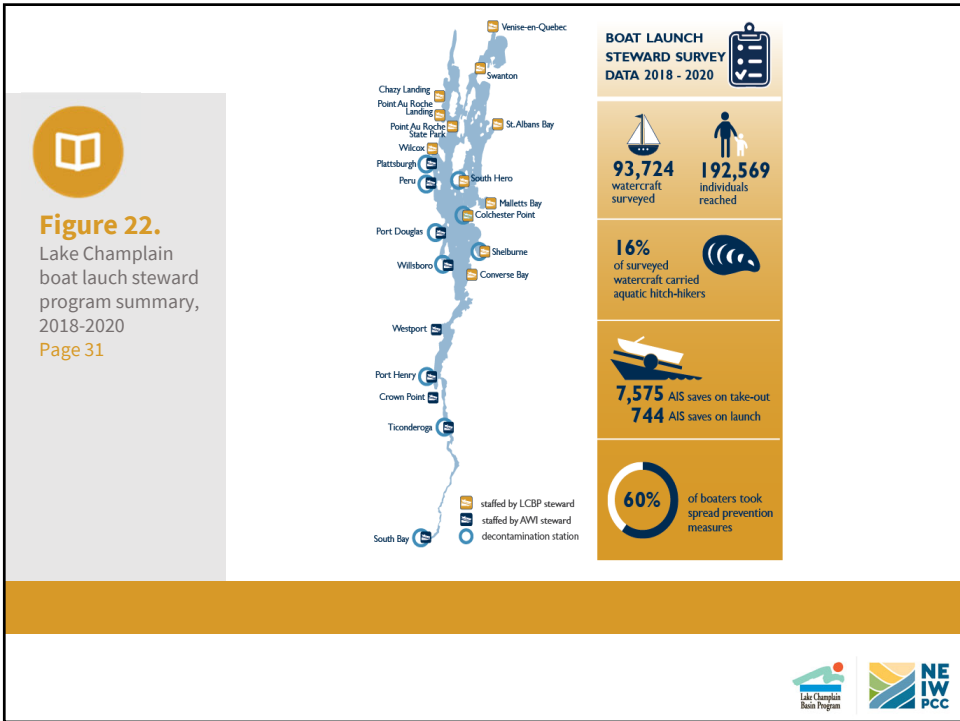 Figure 22.
Lake Champlain
boat lauch steward
program summary,
2018-2020
Page 31
Venise-en-Quebec
Swanton
Chazy Landing
Point Au Roche
Landing
Point Au Roche
State Park
St. Albans Bay
Wilcox
Plattsburgh
Peru
South Hero
Malletts Bay
Colchester Point
Port Douglas
Shelburne
Willsboro
Converse Bay
Westport
Port Henry
Crown Point
Ticonderoga
South Bay
staffed by LCBP steward
staffed by AWI steward
decontamination station
BOAT LAUNCH
STEWARD SURVEY
DATA 2018 - 2020
93,724
watercraft
surveyed
192,569
individuals
reached
16%
of surveyed
watercraft carried
aquatic hitch-hikers
7,575 AIS saves on take-out
744 AIS saves on launch
60%
of boaters took
spread prevention
measures
Lake Champlain
Basin Program
NE
IW
PCC